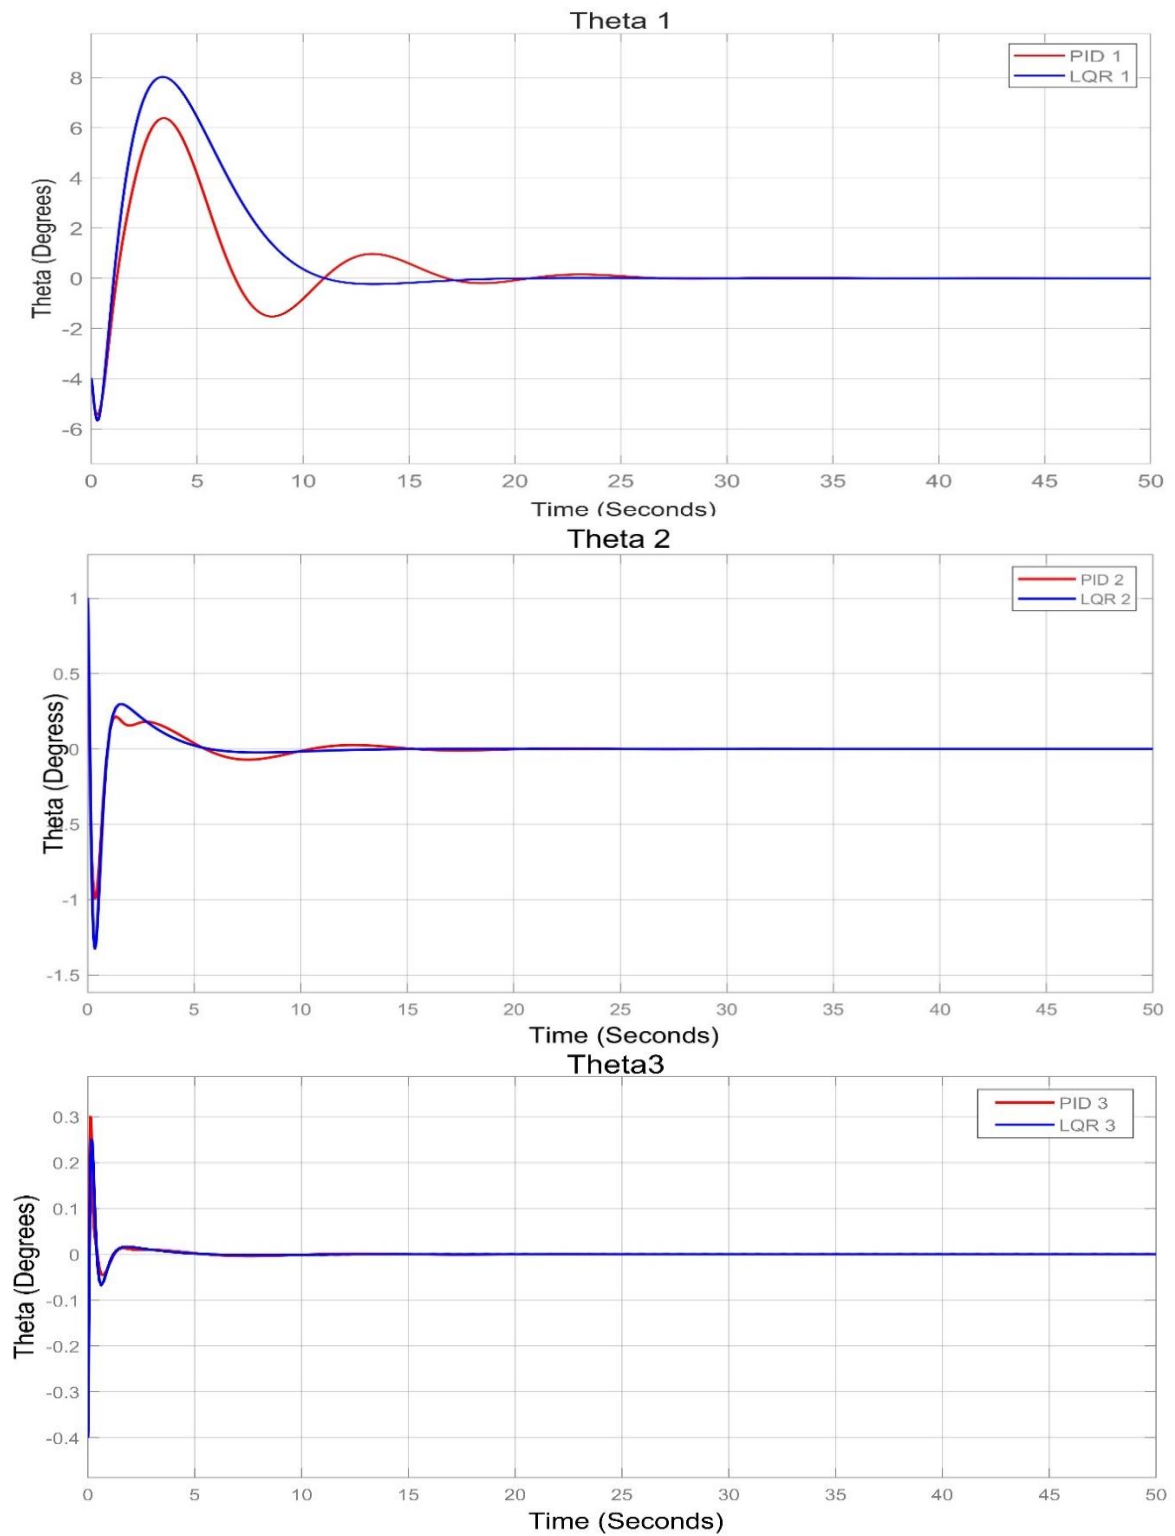 Theta 1
PID 1
LQR 1
8
6
4
2
0
-2
-4
-6
Theta (Degrees)
0 5 10 15 20 25 30 35 40 45 50
Time (Seconds)
Theta 2
PID 2
LQR 2
1
0.5
0
.5
-1
-1.5
Theta (Degress)
0 5 10 15 20 25 30 35 40 45 50
Time (Seconds)
Theta3
PID 3
LQR 3
0.3
0.2
0.1
0
-0.1
-0.2
-0.3
-0.4
Theta (Degrees)
0 5 10 15 20 25 30 35 40 45 50
Time (Seconds)